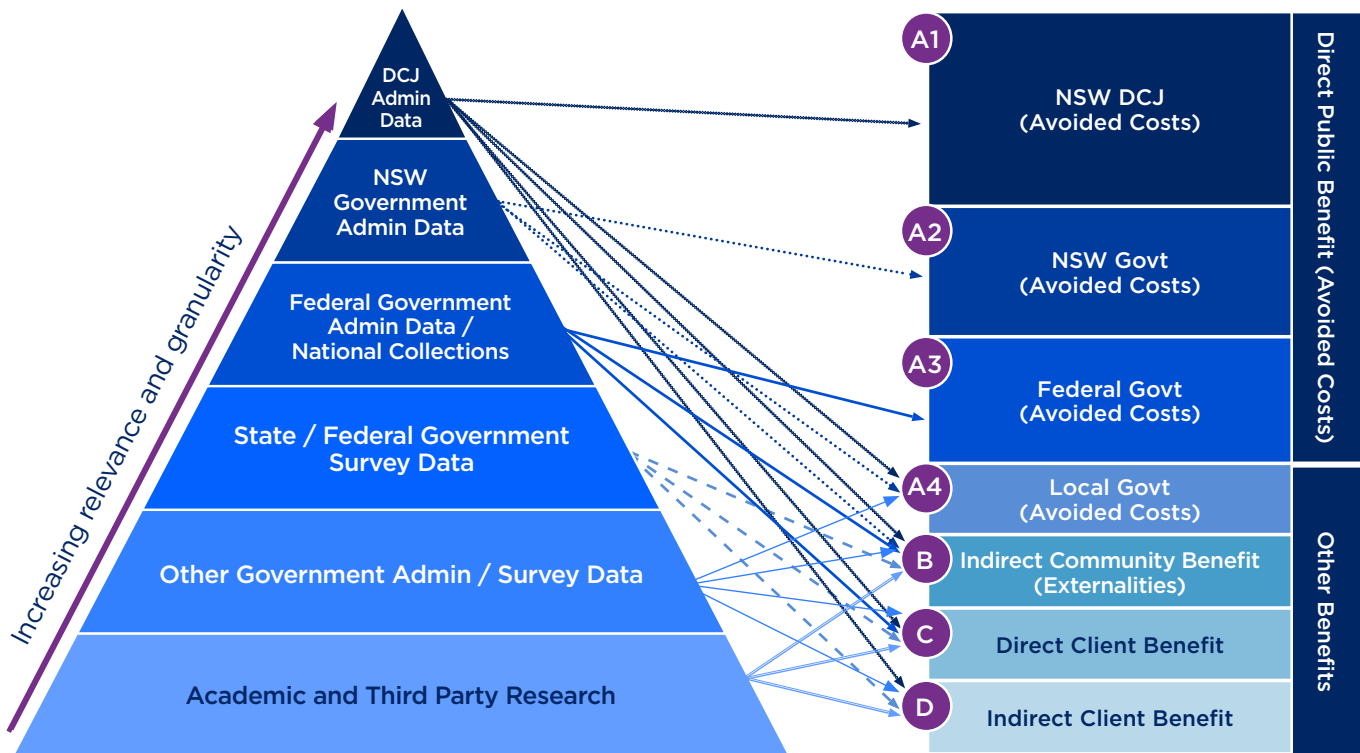 DCJ
Admin
Data
NSW
Government
Admin Data
Federal Government
Admin Data /
National Collections
State / Federal Government
Survey Data
Other Government Admin / Survey Data
Academic and Third Party Research
Increasing relevance and granularity
A1
NSW DCJ
(Avoided Costs)
A2
NSW Govt
(Avoided Costs)
A3
Federal Govt
(Avoided Costs)
A4
Local Govt
(Avoided Costs)
B
Indirect Community Benefit
(Externalities)
C
Direct Client Benefit
D
Indirect Client Benefit
Direct Public Benefit (Avoided Costs)
Other Benefits